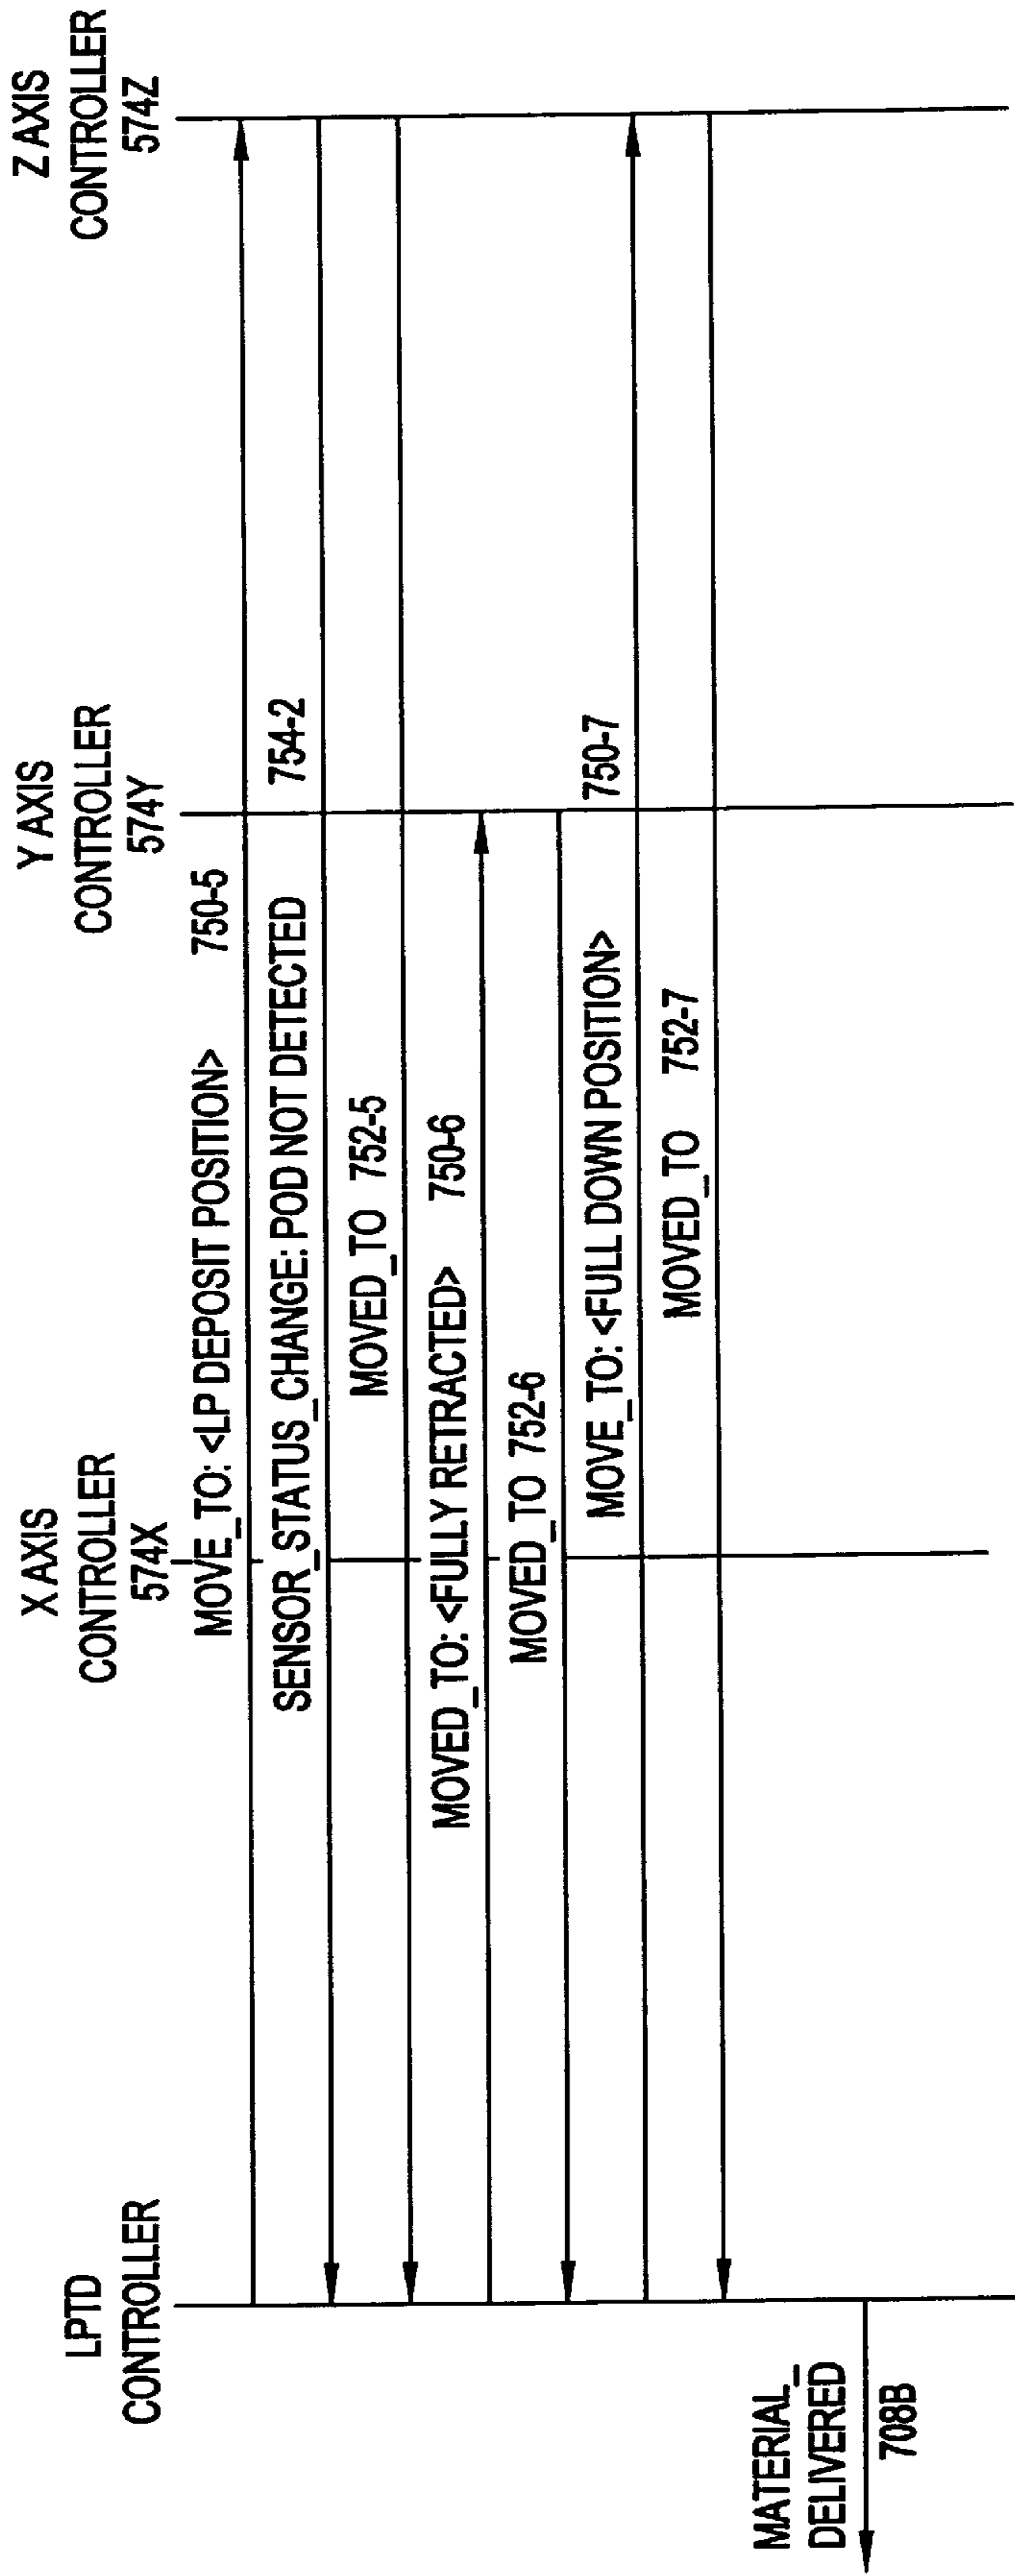 LPTD
CONTROLLER
X AXIS
CONTROLLER
574X
Y AXIS
CONTROLLER
574Y
Z AXIS
CONTROLLER
574Z
MOVE_TO: <LP DEPOSIT POSITION> 750-5
SENSOR_STATUS_CHANGE: POD NOT DETECTED 754-2
MOVED_TO 752-5
MOVED_TO: <FULLY RETRACTED> 750-6
MOVED_TO 752-6
MOVE_TO: <FULL DOWN POSITION> 750-7
MOVED_TO 752-7
MATERIAL_
DELIVERED
708B